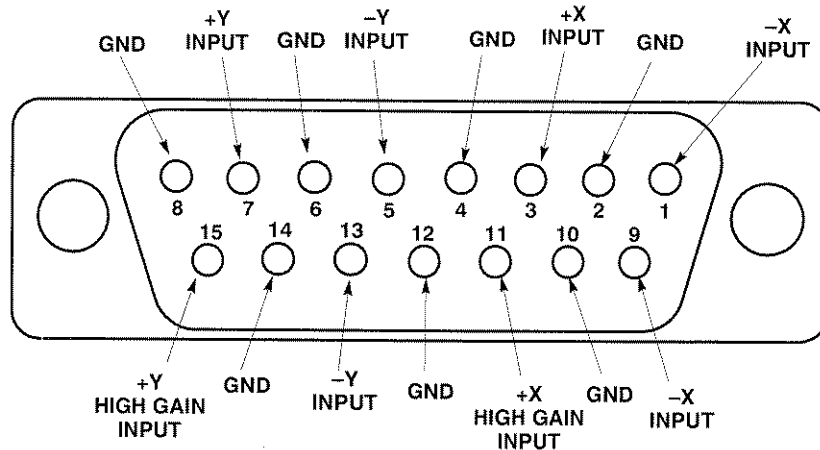 GND
+Y
INPUT
GND
–Y
INPUT
GND
+X
INPUT
GND
–X
INPUT
8 7 6 5 4 3 2 1
15 14 13 12 11 10 9
+Y
HIGH GAIN
INPUT
GND
–Y
INPUT
GND
+X
HIGH GAIN
INPUT
GND
–X
INPUT